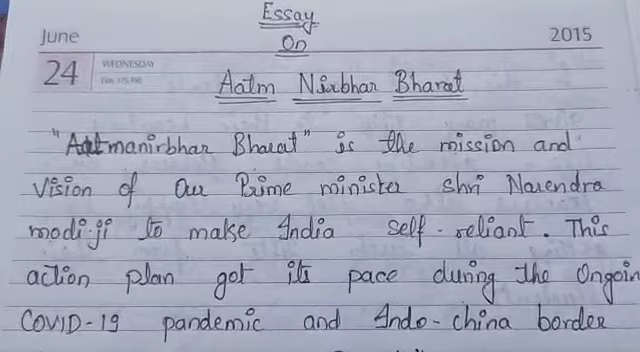 Essay
On
June 2015
24 WEDNESDAY
Aatm Nirbhar Bharat
"Aatmanirbhar Bharat" is the mission and
vision of Our Prime minister shri Narendra
modi ji to make India self-reliant. This
action plan got its pace during the Ongoin
COVID-19 pandemic and Indo-china border